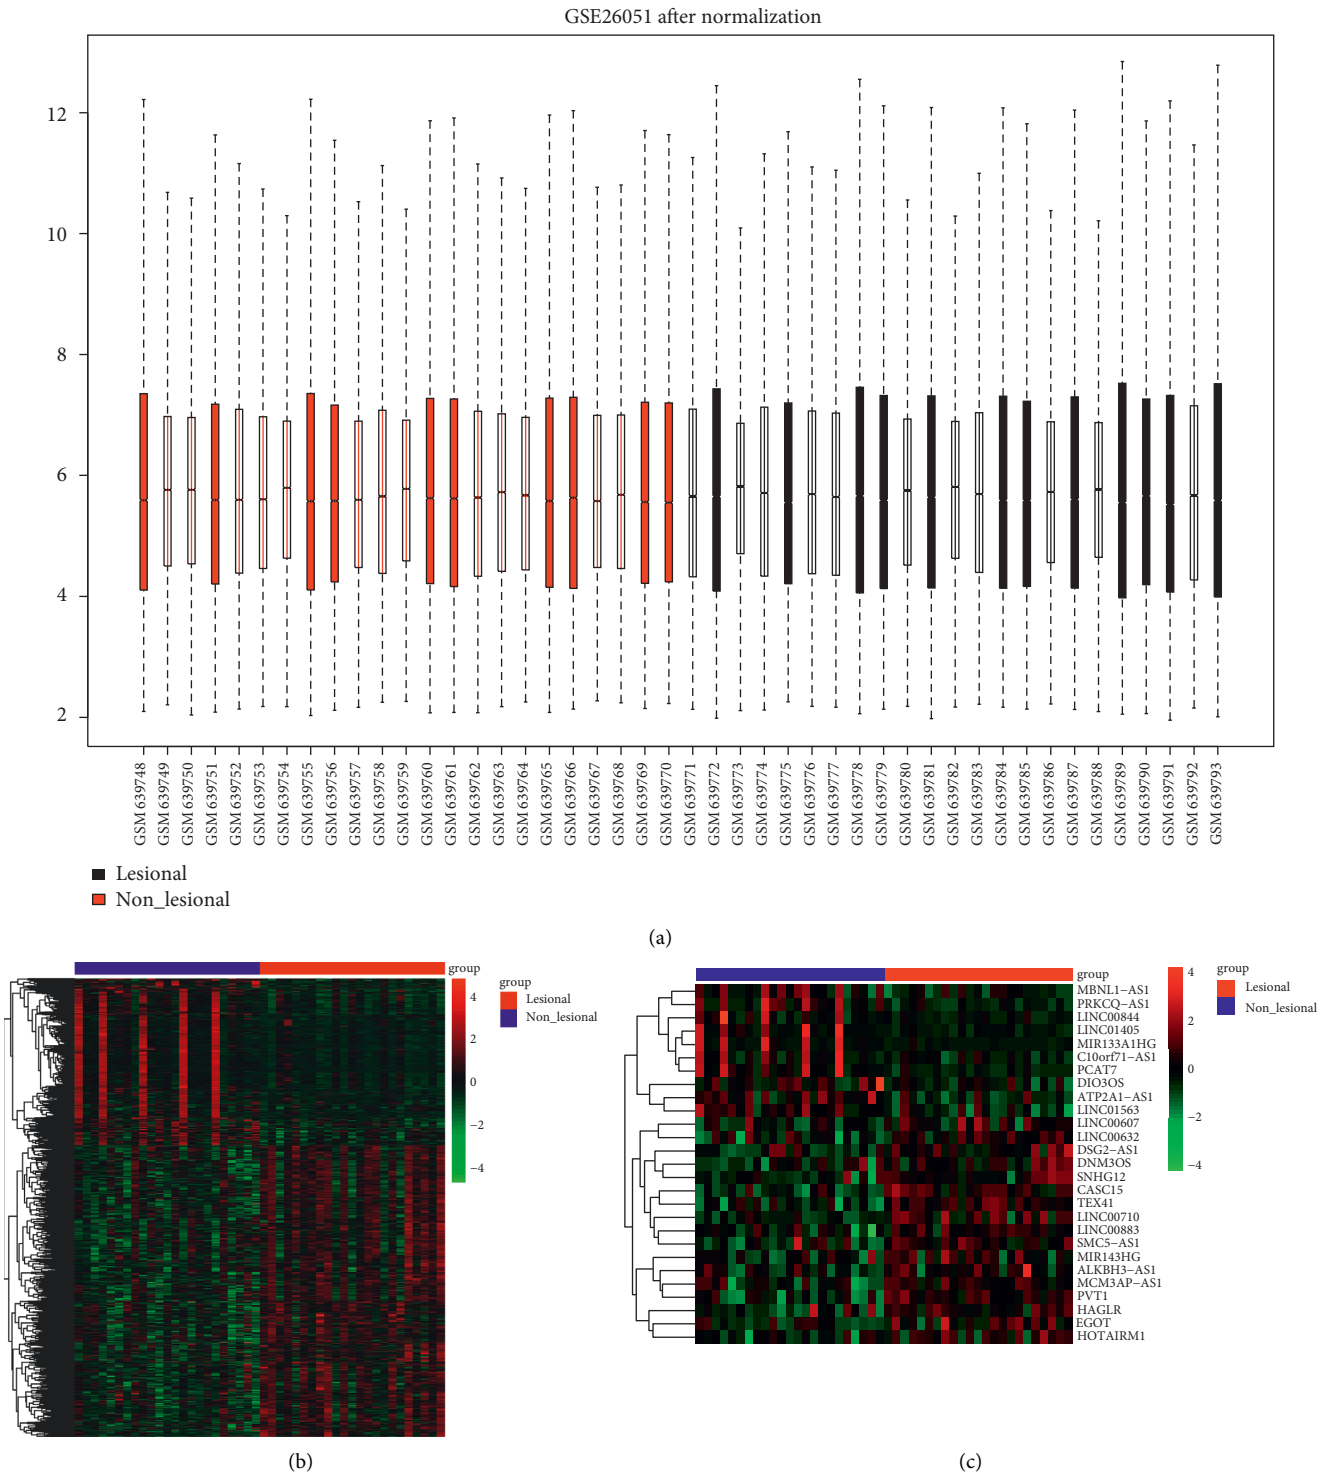 GSE26051 after normalization
12
10
8
6
4
2
GSM 639748
GSM 639749
GSM 639750
GSM 639751
GSM 639752
GSM 639753
GSM 639754
GSM 639755
GSM 639756
GSM 639757
GSM 639758
GSM 639759
GSM 639760
GSM 639761
GSM 639762
GSM 639763
GSM 639764
GSM 639765
GSM 639766
GSM 639767
GSM 639768
GSM 639769
GSM 639770
GSM 639771
GSM 639772
GSM 639773
GSM 639774
GSM 639775
GSM 639776
GSM 639777
GSM 639778
GSM 639779
GSM 639780
GSM 639781
GSM 639782
GSM 639783
GSM 639784
GSM 639785
GSM 639786
GSM 639787
GSM 639788
GSM 639789
GSM 639790
GSM 639791
GSM 639792
GSM 639793
Lesional
Non_lesional
(a)
group
4
2
0
−2
−4
group
Lesional
Non_lesional
(b)
group
MBNL1−AS1
PRKCQ−AS1
LINC00844
LINC01405
MIR133A1HG
C10orf71−AS1
PCAT7
DIO3OS
ATP2A1−AS1
LINC01563
LINC00607
LINC00632
DSG2−AS1
DNM3OS
SNHG12
CASC15
TEX41
LINC00710
LINC00883
SMC5−AS1
MIR143HG
ALKBH3−AS1
MCM3AP−AS1
PVT1
HAGLR
EGOT
HOTAIRM1
4
2
0
−2
−4
group
Lesional
Non_lesional
(c)